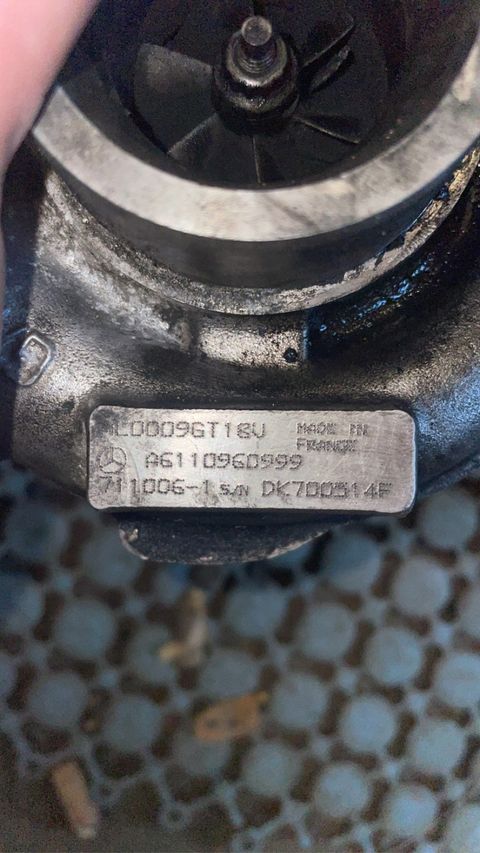 L0009GT18V MADE IN FRANCE
A6110960999
711006-1 S/N DK700514F